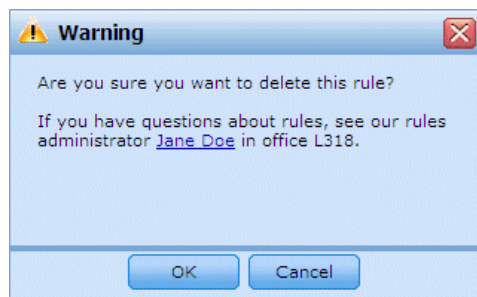 Warning
Are you sure you want to delete this rule?
If you have questions about rules, see our rules
administrator Jane Doe in office L318.
OK Cancel